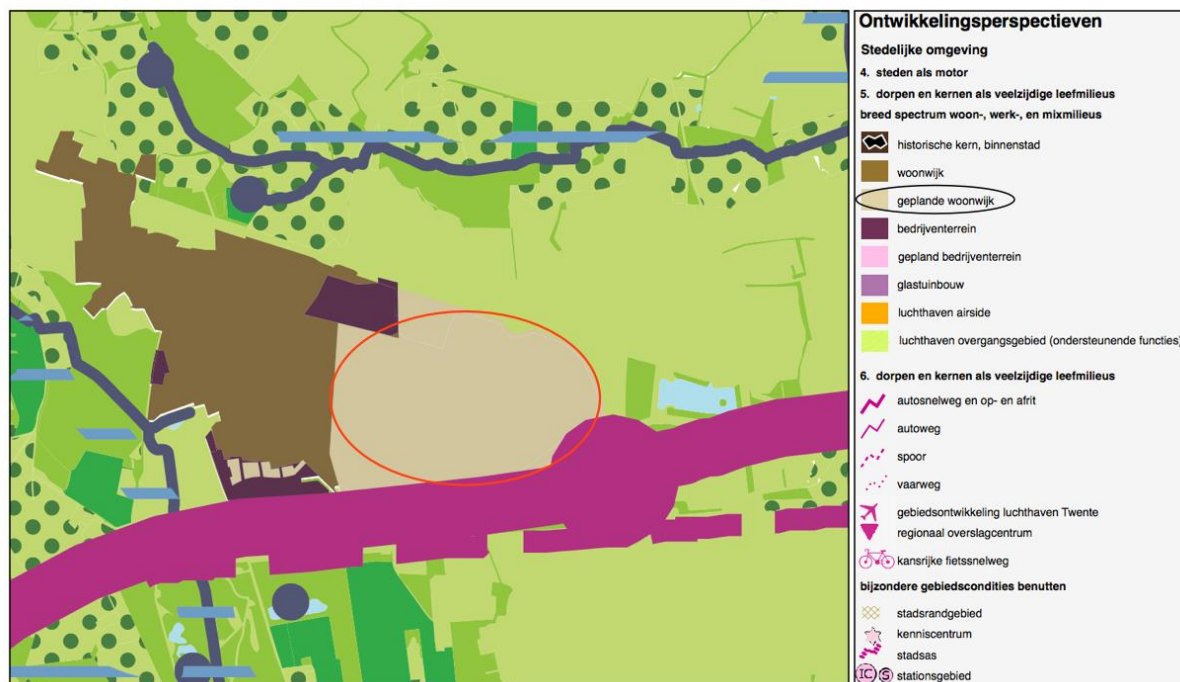 Ontwikkelingsperspectieven
Stedelijke omgeving
4. steden als motor
5. dorpen en kernen als veelzijdige leefmilieus
breed spectrum woon-, werk-, en mixmilieus
historische kern, binnenstad
woonwijk
geplande woonwijk
bedrijventerrein
gepland bedrijventerrein
glastuinbouw
luchthaven airside
luchthaven overgangsgebied (ondersteunende functies)
6. dorpen en kernen als veelzijdige leefmilieus
autosnelweg en op- en afrit
autoweg
spoor
vaarweg
gebiedsontwikkeling luchthaven Twente
regionaal overslagcentrum
kansrijke fietssnelweg
bijzondere gebiedscondities benutten
stadsrandgebied
kenniscentrum
stadsas
IC S stationsgebied